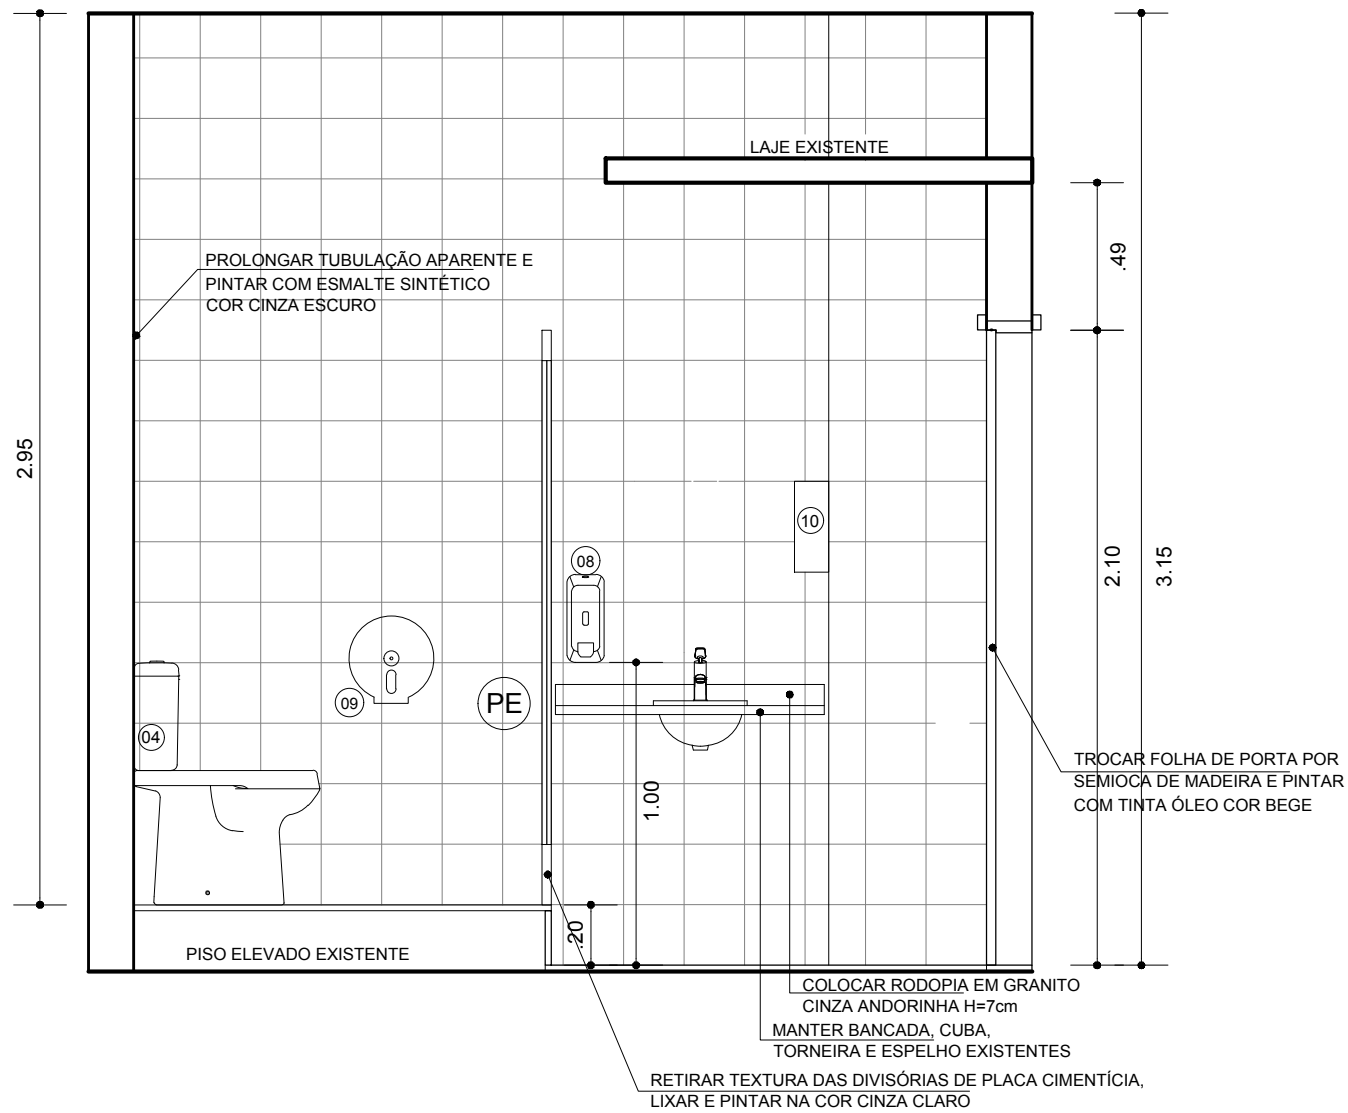 LAJE EXISTENTE
.49
PROLONGAR TUBULAÇÃO APARENTE E
PINTAR COM ESMALTE SINTÉTICO
COR CINZA ESCURO
2.95
10
08
2.10
3.15
09
PE
04
1.00
TROCAR FOLHA DE PORTA POR
SEMIOCA DE MADEIRA E PINTAR
COM TINTA ÓLEO COR BEGE
.20
PISO ELEVADO EXISTENTE
COLOCAR RODOPIA EM GRANITO
CINZA ANDORINHA H=7cm
MANTER BANCADA, CUBA,
TORNEIRA E ESPELHO EXISTENTES
RETIRAR TEXTURA DAS DIVISÓRIAS DE PLACA CIMENTÍCIA,
LIXAR E PINTAR NA COR CINZA CLARO